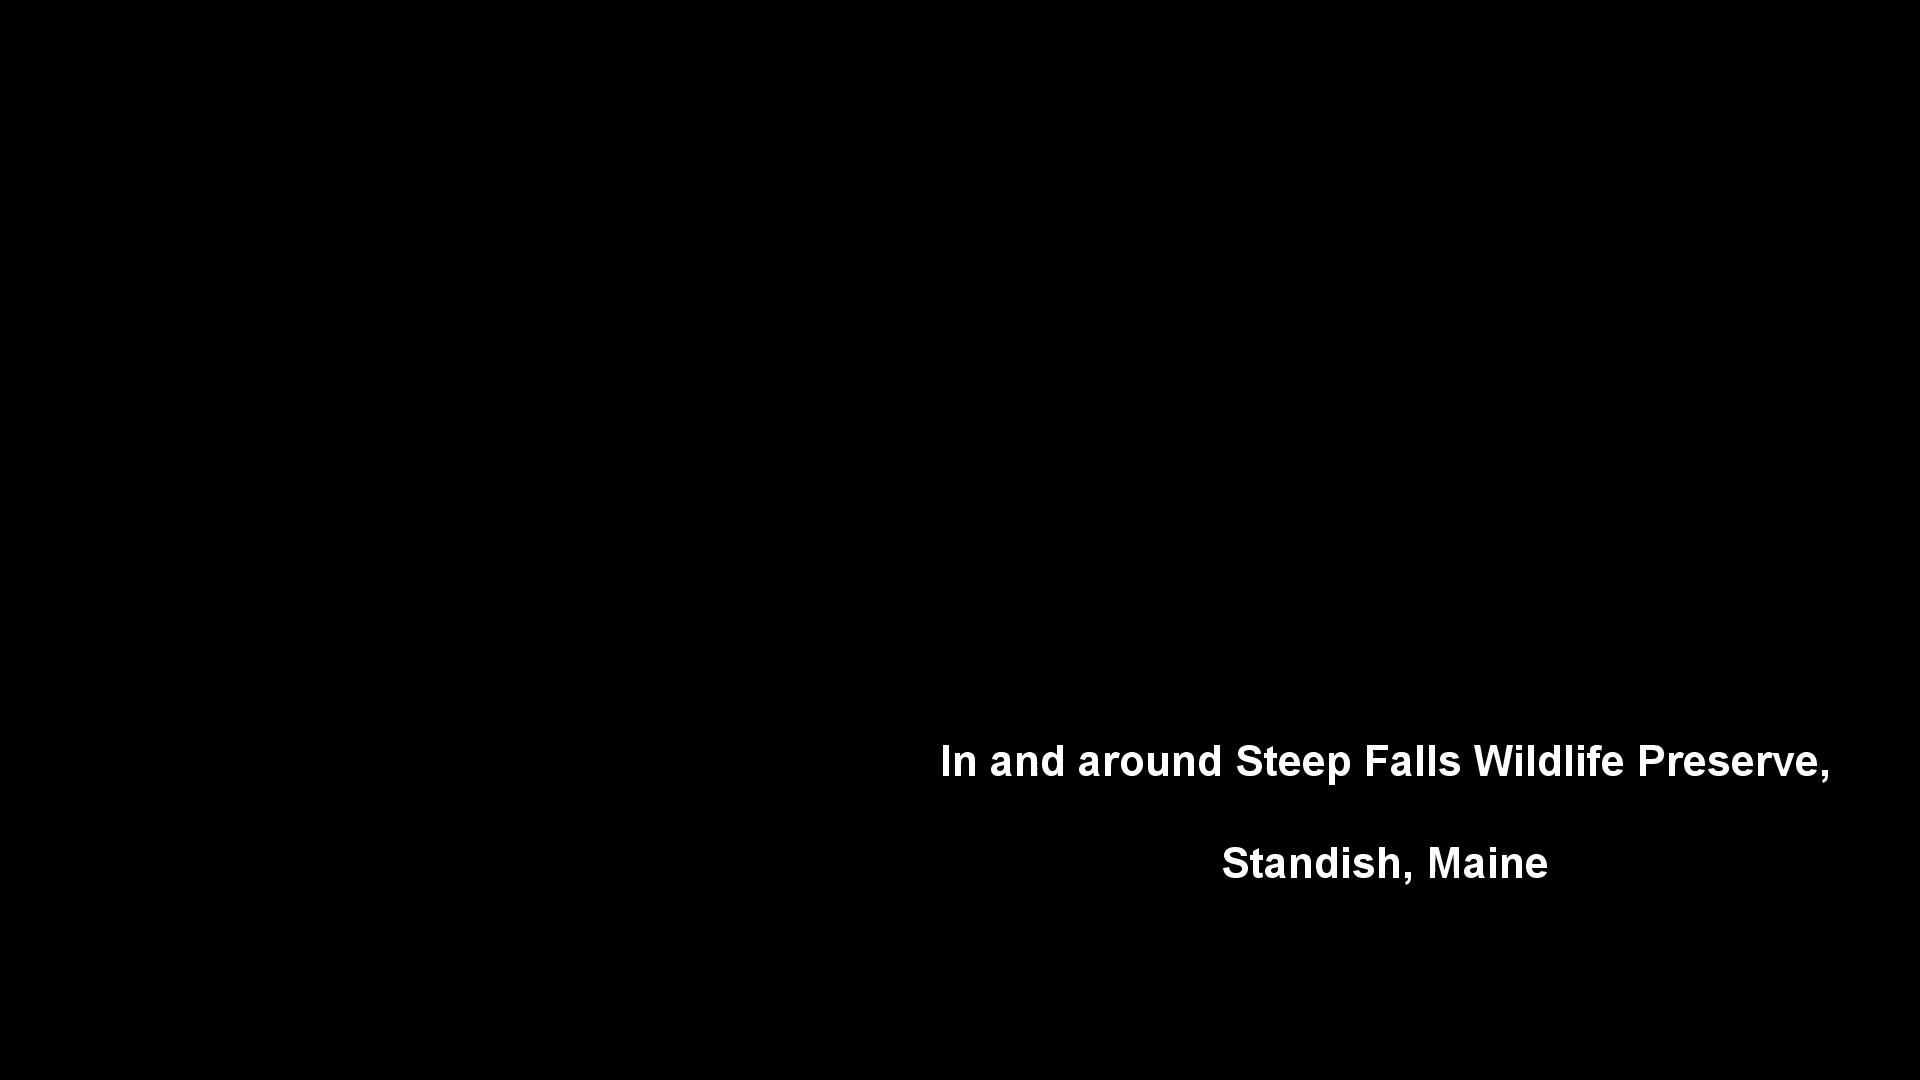 In and around Steep Falls Wildlife Preserve,
Standish, Maine